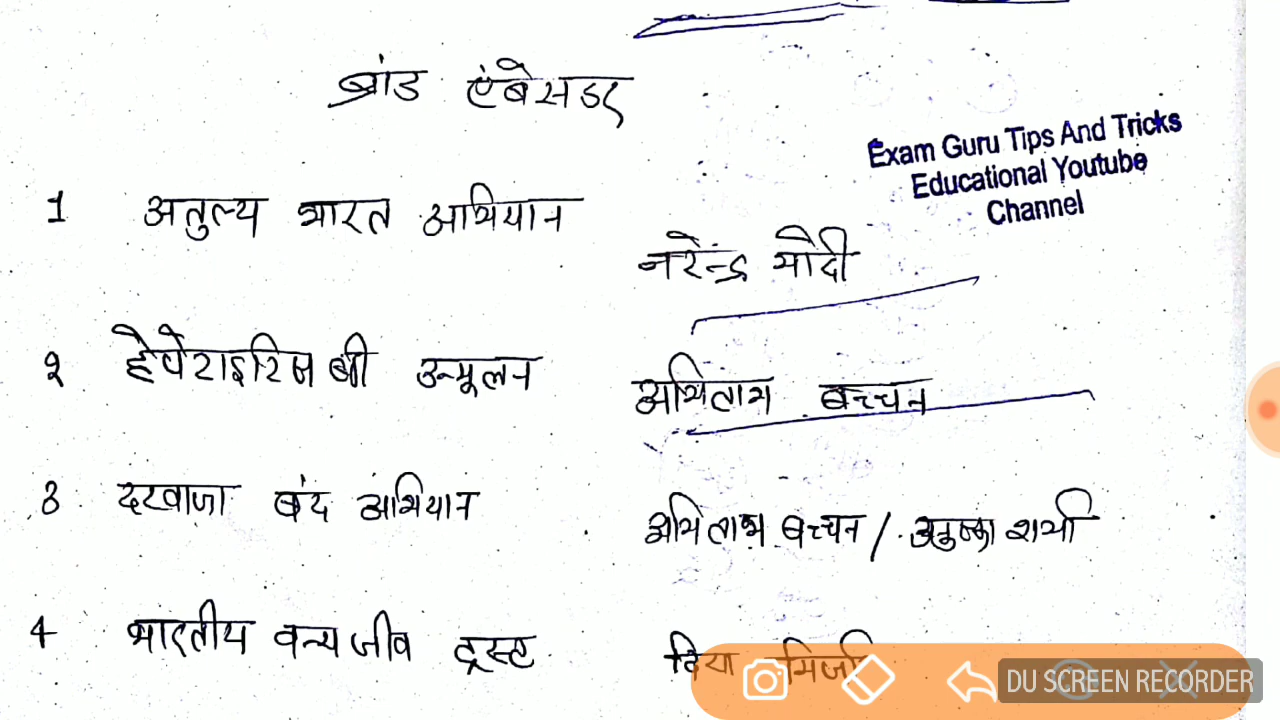 ब्रांड एंबेसडर
Exam Guru Tips And Tricks
Educational Youtube
Channel
1 अतुल्य भारत अभियान
नरेन्द्र मोदी
2 हेपेटाइटिस बी उन्मूलन अमिताभ बच्चन
3 दरवाजा बंद अभियान अमिताभ बच्चन / अनुष्का शर्मा
4 भारतीय वन्य जीव ट्रस्ट दिया मिर्जा
DU SCREEN RECORDER